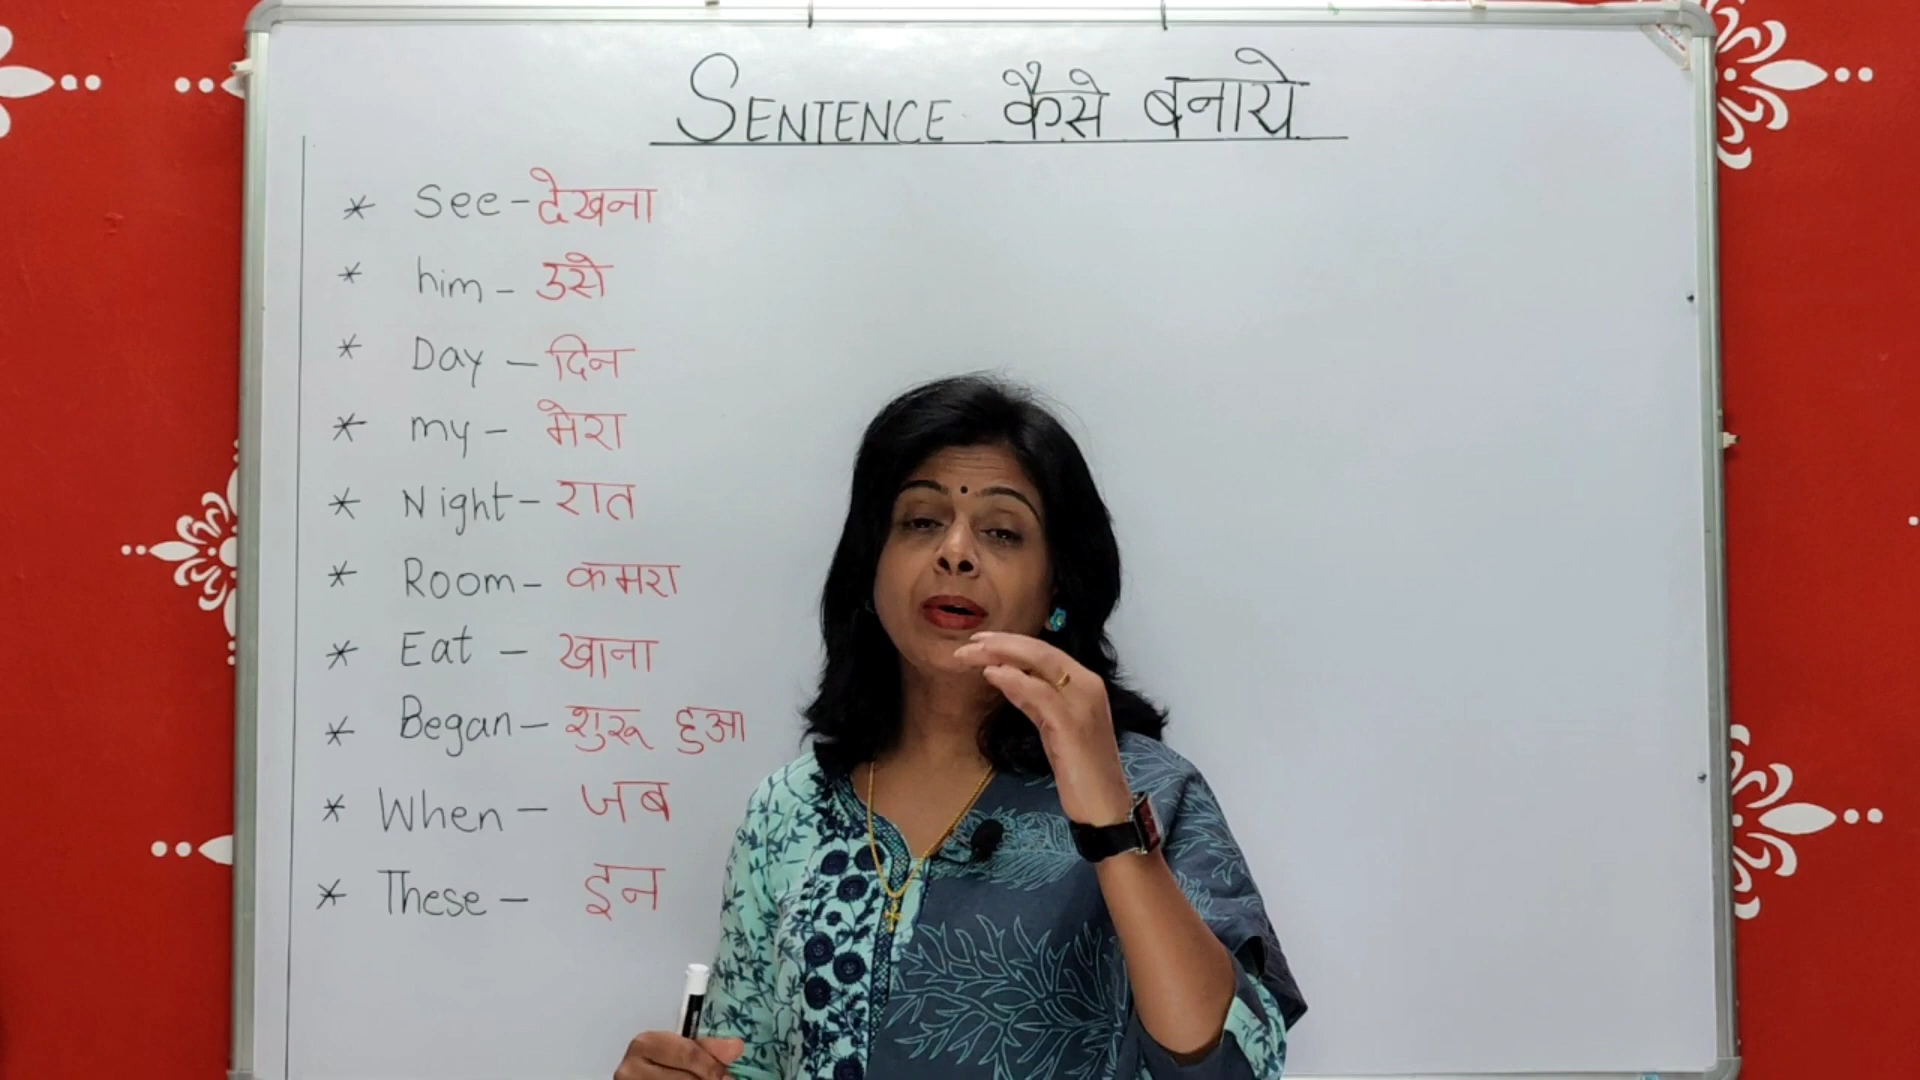 SENTENCE कैसे बनाये
* See - देखना
* him - उसे
* Day - दिन
* my - मेरा
* Night - रात
* Room - कमरा
* Eat - खाना
* Began - शुरू हुआ
* When - जब
* These - इन